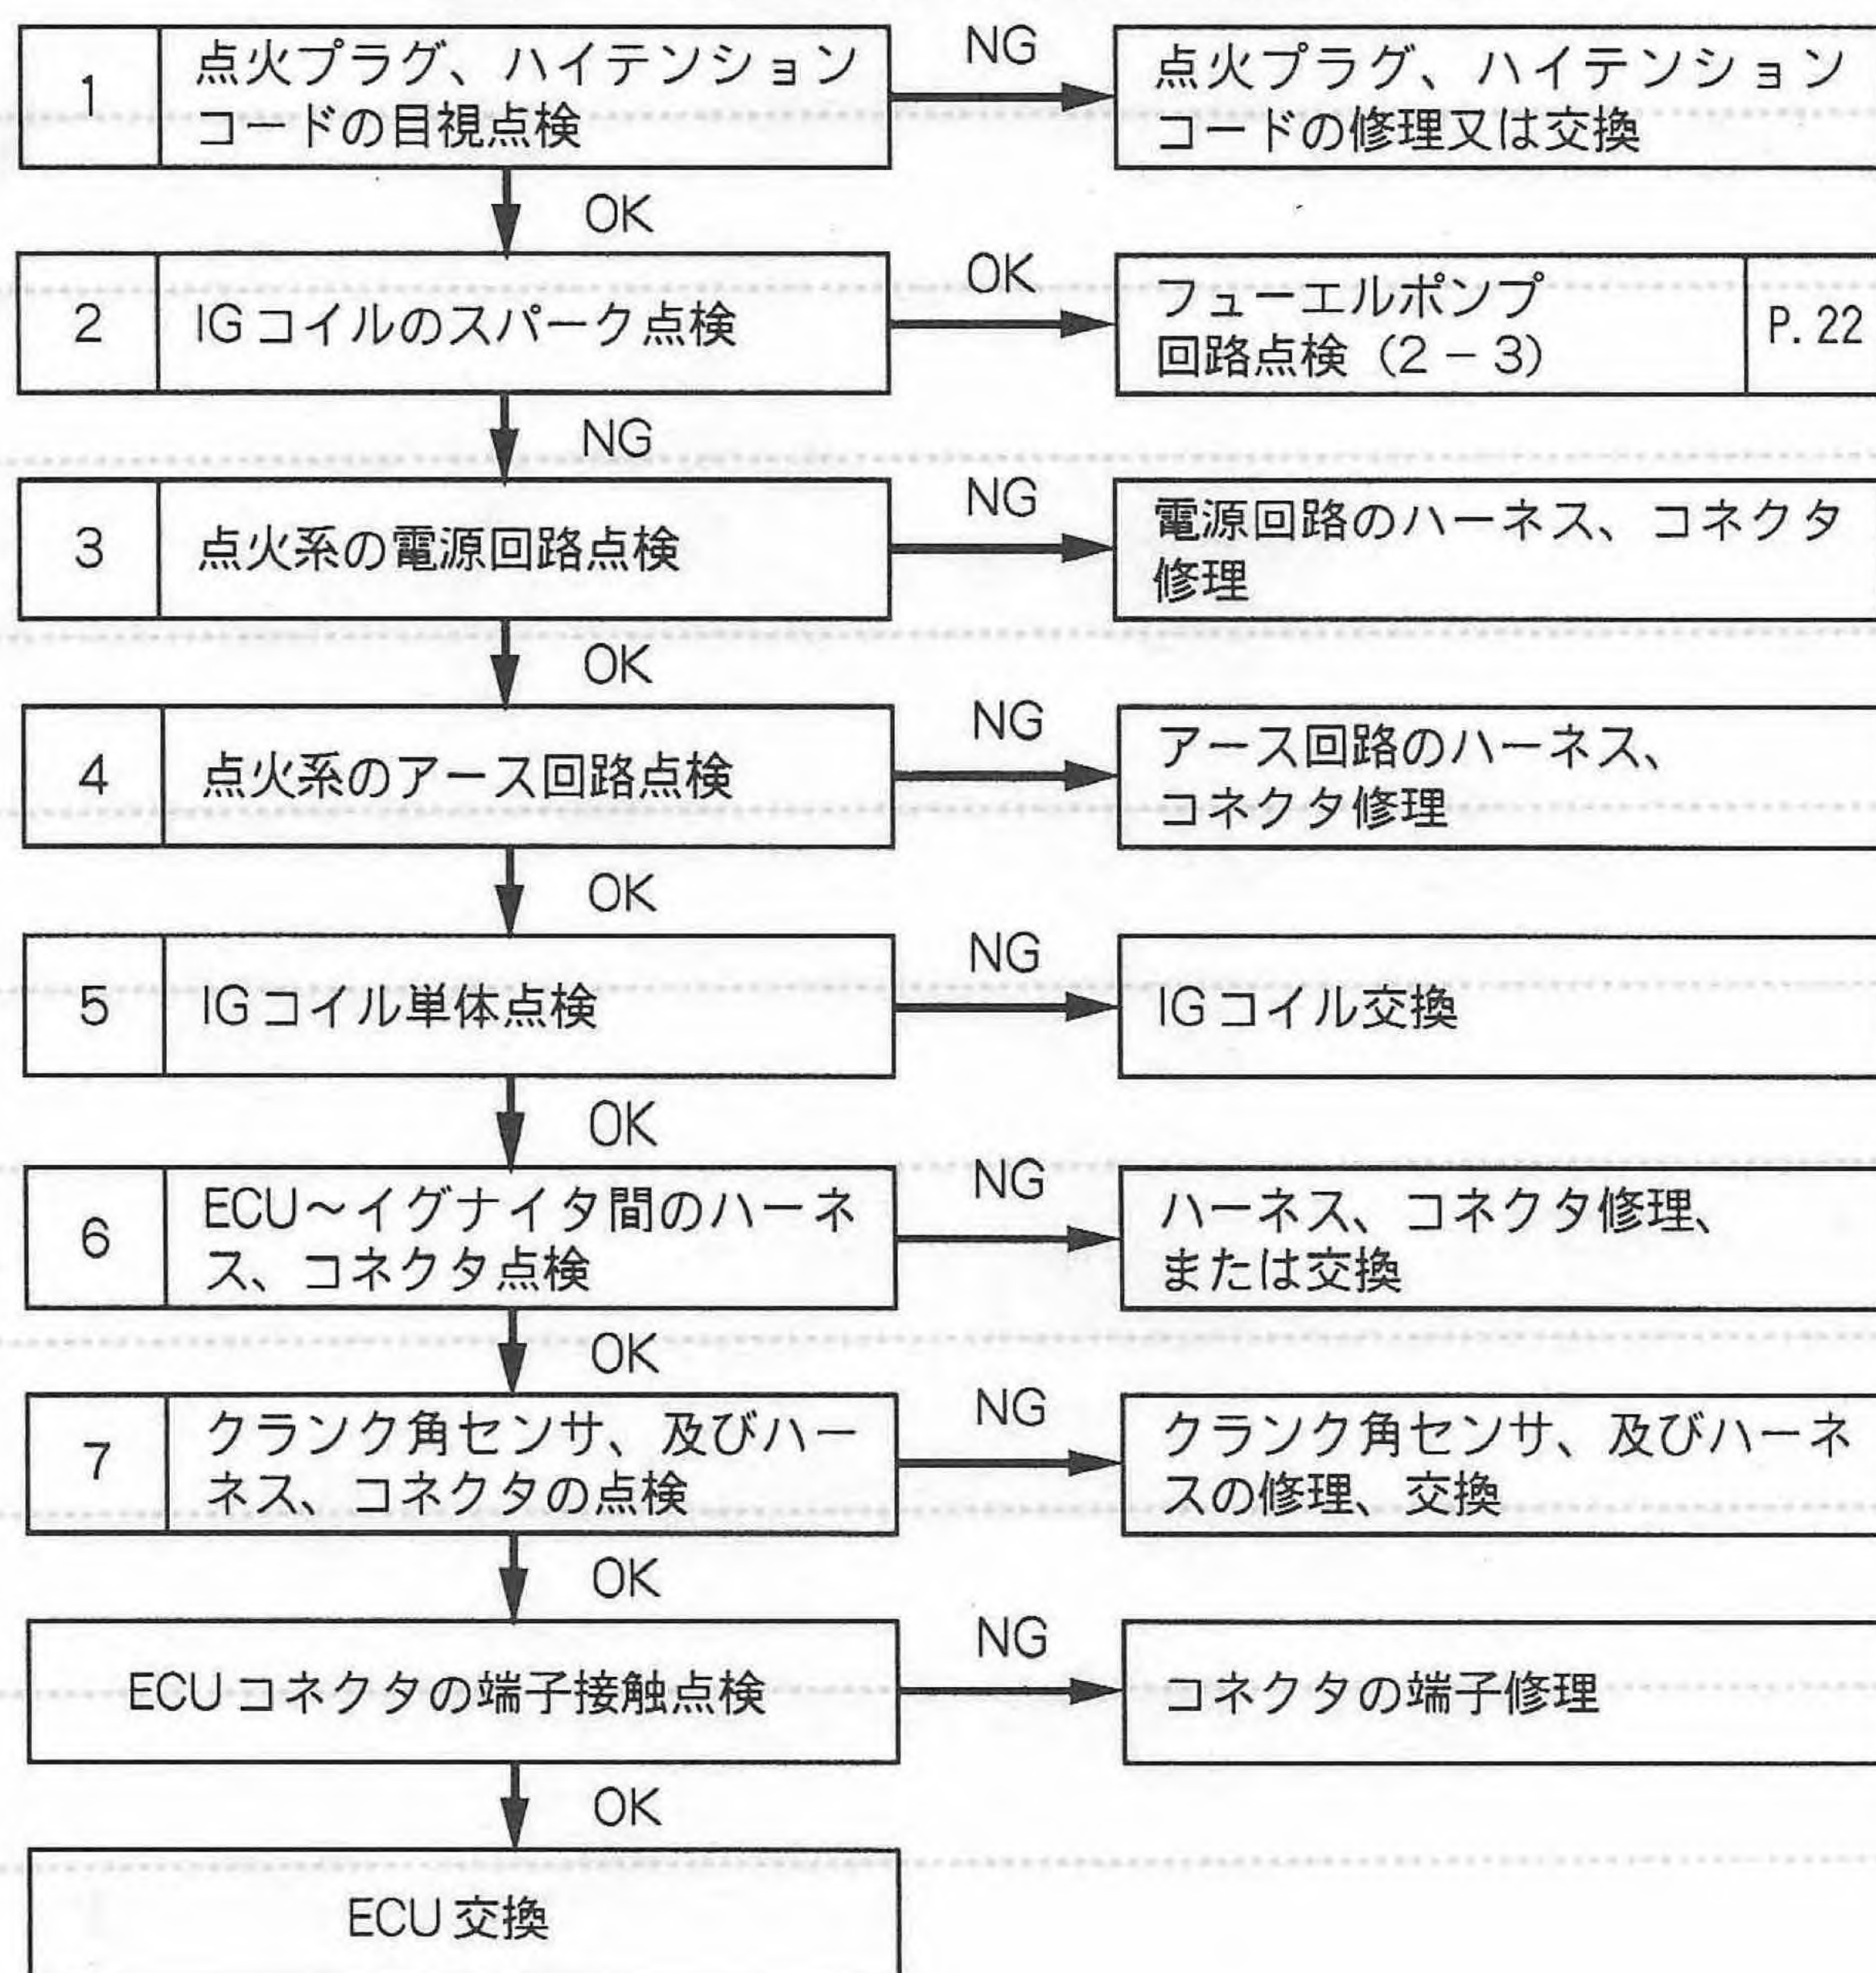 1
点火プラグ、ハイテンション
コードの目視点検
NG
点火プラグ、ハイテンション
コードの修理又は交換
OK
2
IGコイルのスパーク点検
OK
フューエルポンプ
回路点検（2－3）
P.22
NG
3
点火系の電源回路点検
NG
電源回路のハーネス、コネクタ
修理
OK
4
点火系のアース回路点検
NG
アース回路のハーネス、
コネクタ修理
OK
5
IGコイル単体点検
NG
IGコイル交換
OK
6
ECU～イグナイタ間のハーネ
ス、コネクタ点検
NG
ハーネス、コネクタ修理、
または交換
OK
7
クランク角センサ、及びハー
ネス、コネクタの点検
NG
クランク角センサ、及びハーネ
スの修理、交換
OK
ECUコネクタの端子接触点検
NG
コネクタの端子修理
OK
ECU交換